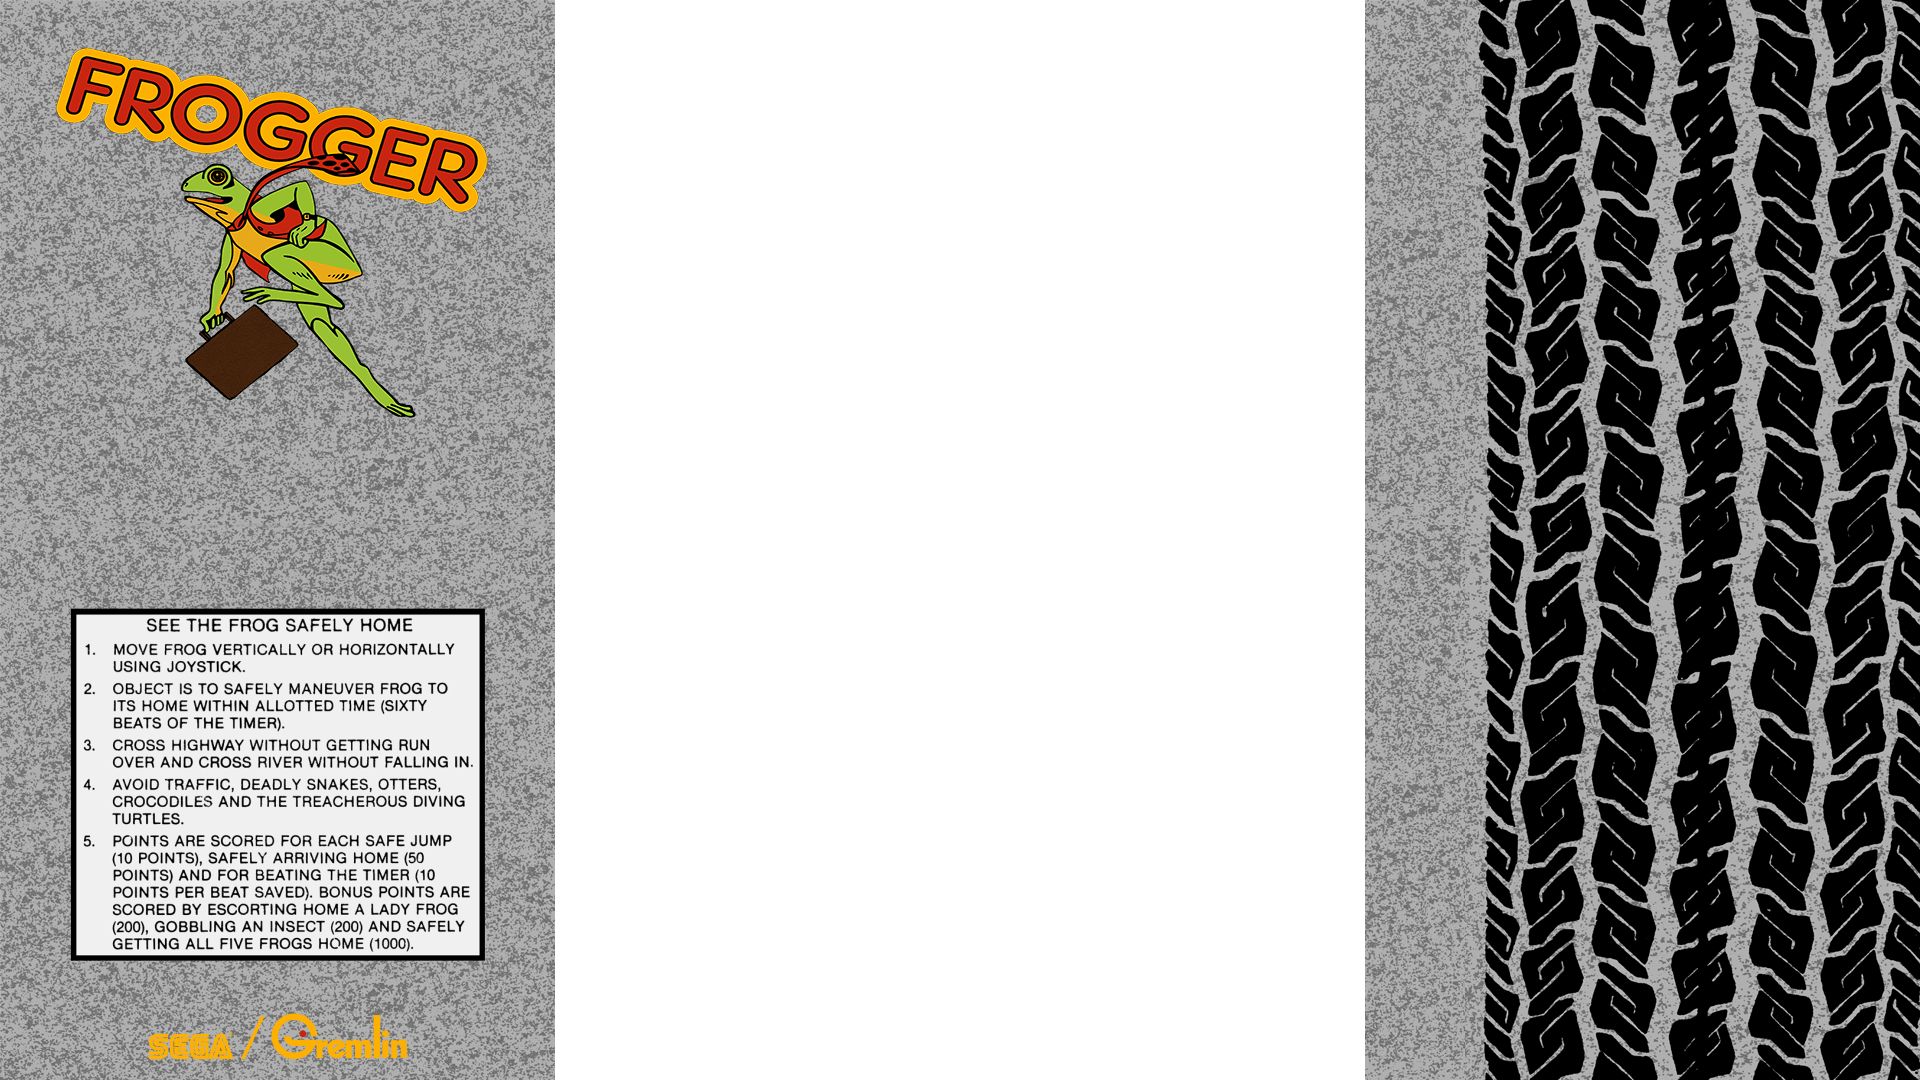 FROGGER
SEE THE FROG SAFELY HOME
1. MOVE FROG VERTICALLY OR HORIZONTALLY
USING JOYSTICK.
2. OBJECT IS TO SAFELY MANEUVER FROG TO
ITS HOME WITHIN ALLOTTED TIME (SIXTY
BEATS OF THE TIMER).
3. CROSS HIGHWAY WITHOUT GETTING RUN
OVER AND CROSS RIVER WITHOUT FALLING IN.
4. AVOID TRAFFIC, DEADLY SNAKES, OTTERS,
CROCODILES AND THE TREACHEROUS DIVING
TURTLES.
5. POINTS ARE SCORED FOR EACH SAFE JUMP
(10 POINTS), SAFELY ARRIVING HOME (50
POINTS) AND FOR BEATING THE TIMER (10
POINTS PER BEAT SAVED). BONUS POINTS ARE
SCORED BY ESCORTING HOME A LADY FROG
(200), GOBBLING AN INSECT (200) AND SAFELY
GETTING ALL FIVE FROGS HOME (1000).
SEGA / Gremlin